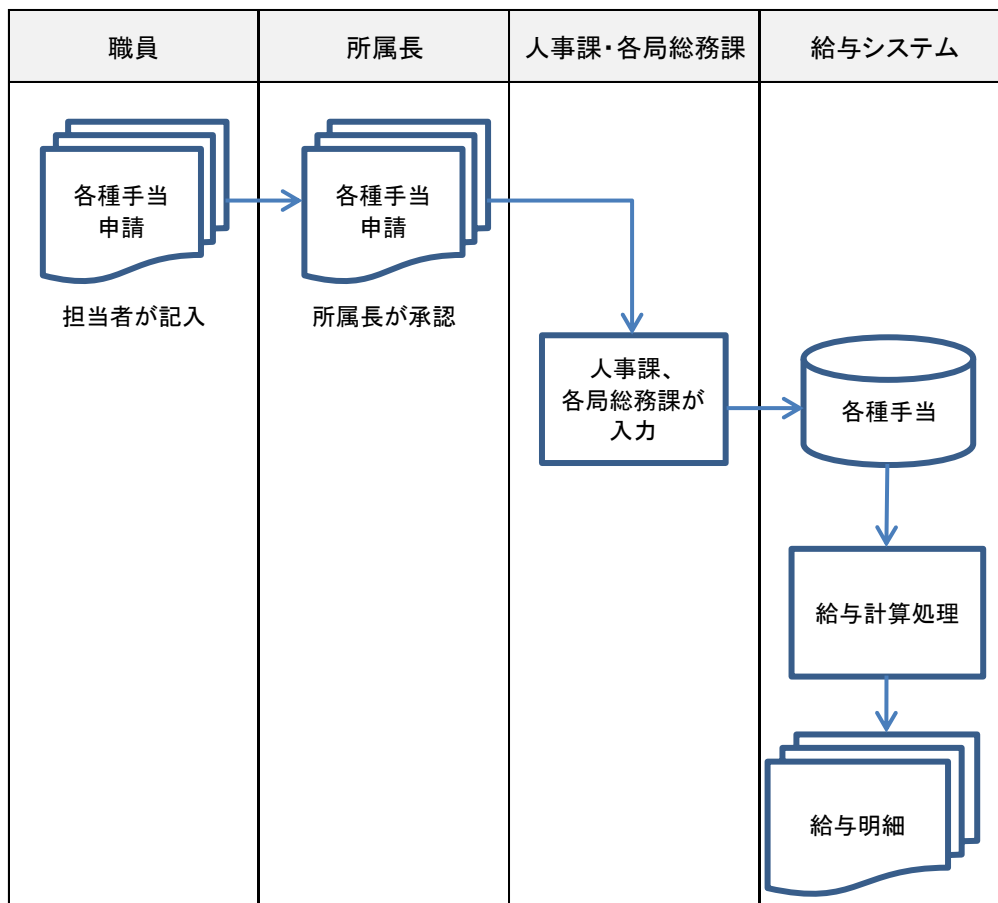 職員
所属長
人事課・各局総務課
給与システム
各種手当
申請
担当者が記入
各種手当
申請
所属長が承認
人事課、
各局総務課が
入力
各種手当
給与計算処理
給与明細